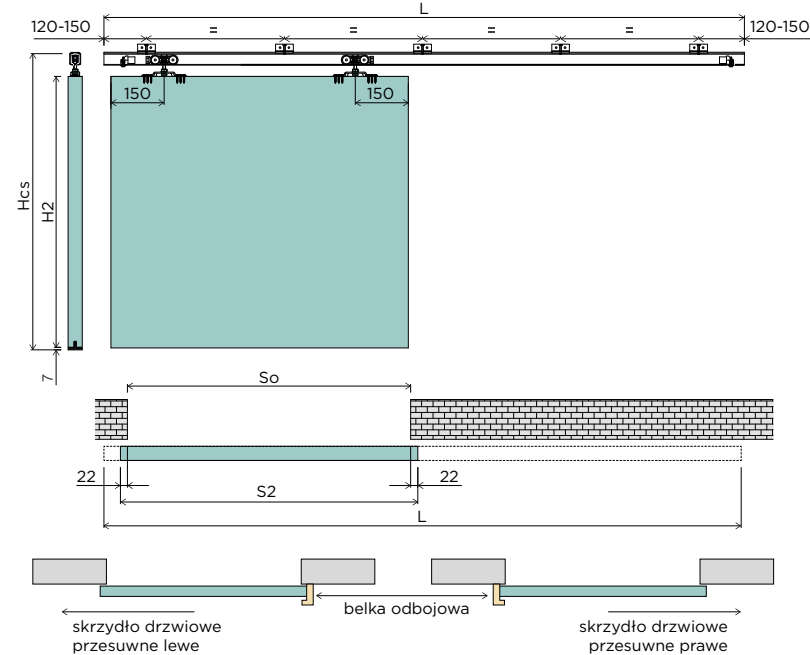 L
120-150
=
=
=
=
120-150
150
150
Hcs
H2
7
So
22
22
S2
L
belka odbojowa
skrzydło drzwiowe
przesuwne lewe
skrzydło drzwiowe
przesuwne prawe